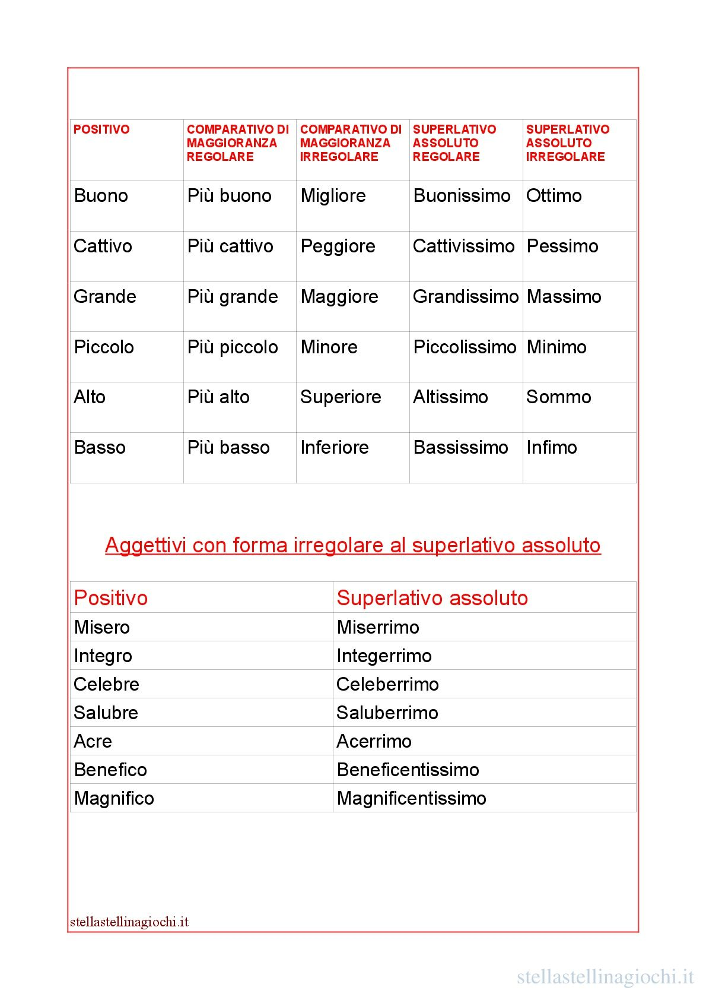 POSITIVO COMPARATIVO DI MAGGIORANZA REGOLARE COMPARATIVO DI MAGGIORANZA IRREGOLARE SUPERLATIVO ASSOLUTO REGOLARE SUPERLATIVO ASSOLUTO IRREGOLARE
Buono Più buono Migliore Buonissimo Ottimo
Cattivo Più cattivo Peggiore Cattivissimo Pessimo
Grande Più grande Maggiore Grandissimo Massimo
Piccolo Più piccolo Minore Piccolissimo Minimo
Alto Più alto Superiore Altissimo Sommo
Basso Più basso Inferiore Bassissimo Infimo
Aggettivi con forma irregolare al superlativo assoluto
Positivo Superlativo assoluto
Misero Miserrimo
Integro Integerrimo
Celebre Celeberrimo
Salubre Saluberrimo
Acre Acerrimo
Benefico Beneficentissimo
Magnifico Magnificentissimo
stellastellinagiochi.it
stellastellinagiochi.it